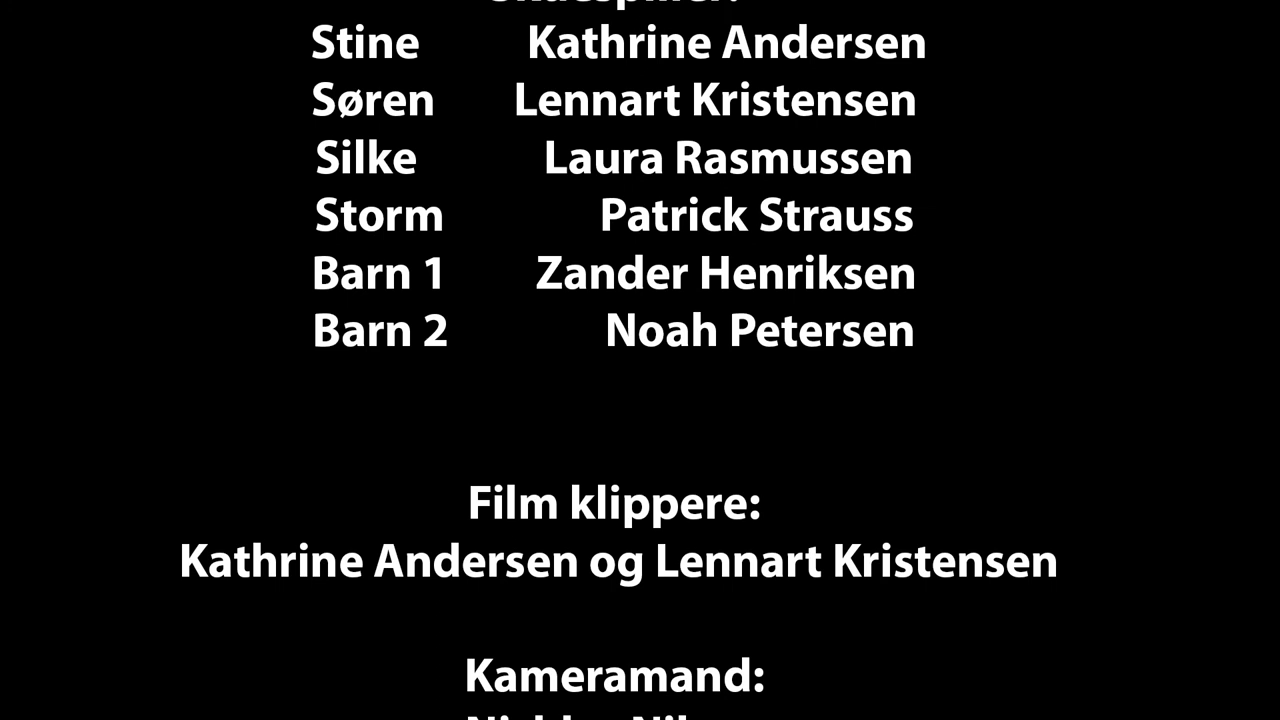 Stine Kathrine Andersen
Søren Lennart Kristensen
Silke Laura Rasmussen
Storm Patrick Strauss
Barn 1 Zander Henriksen
Barn 2 Noah Petersen
Film klippere:
Kathrine Andersen og Lennart Kristensen
Kameramand: